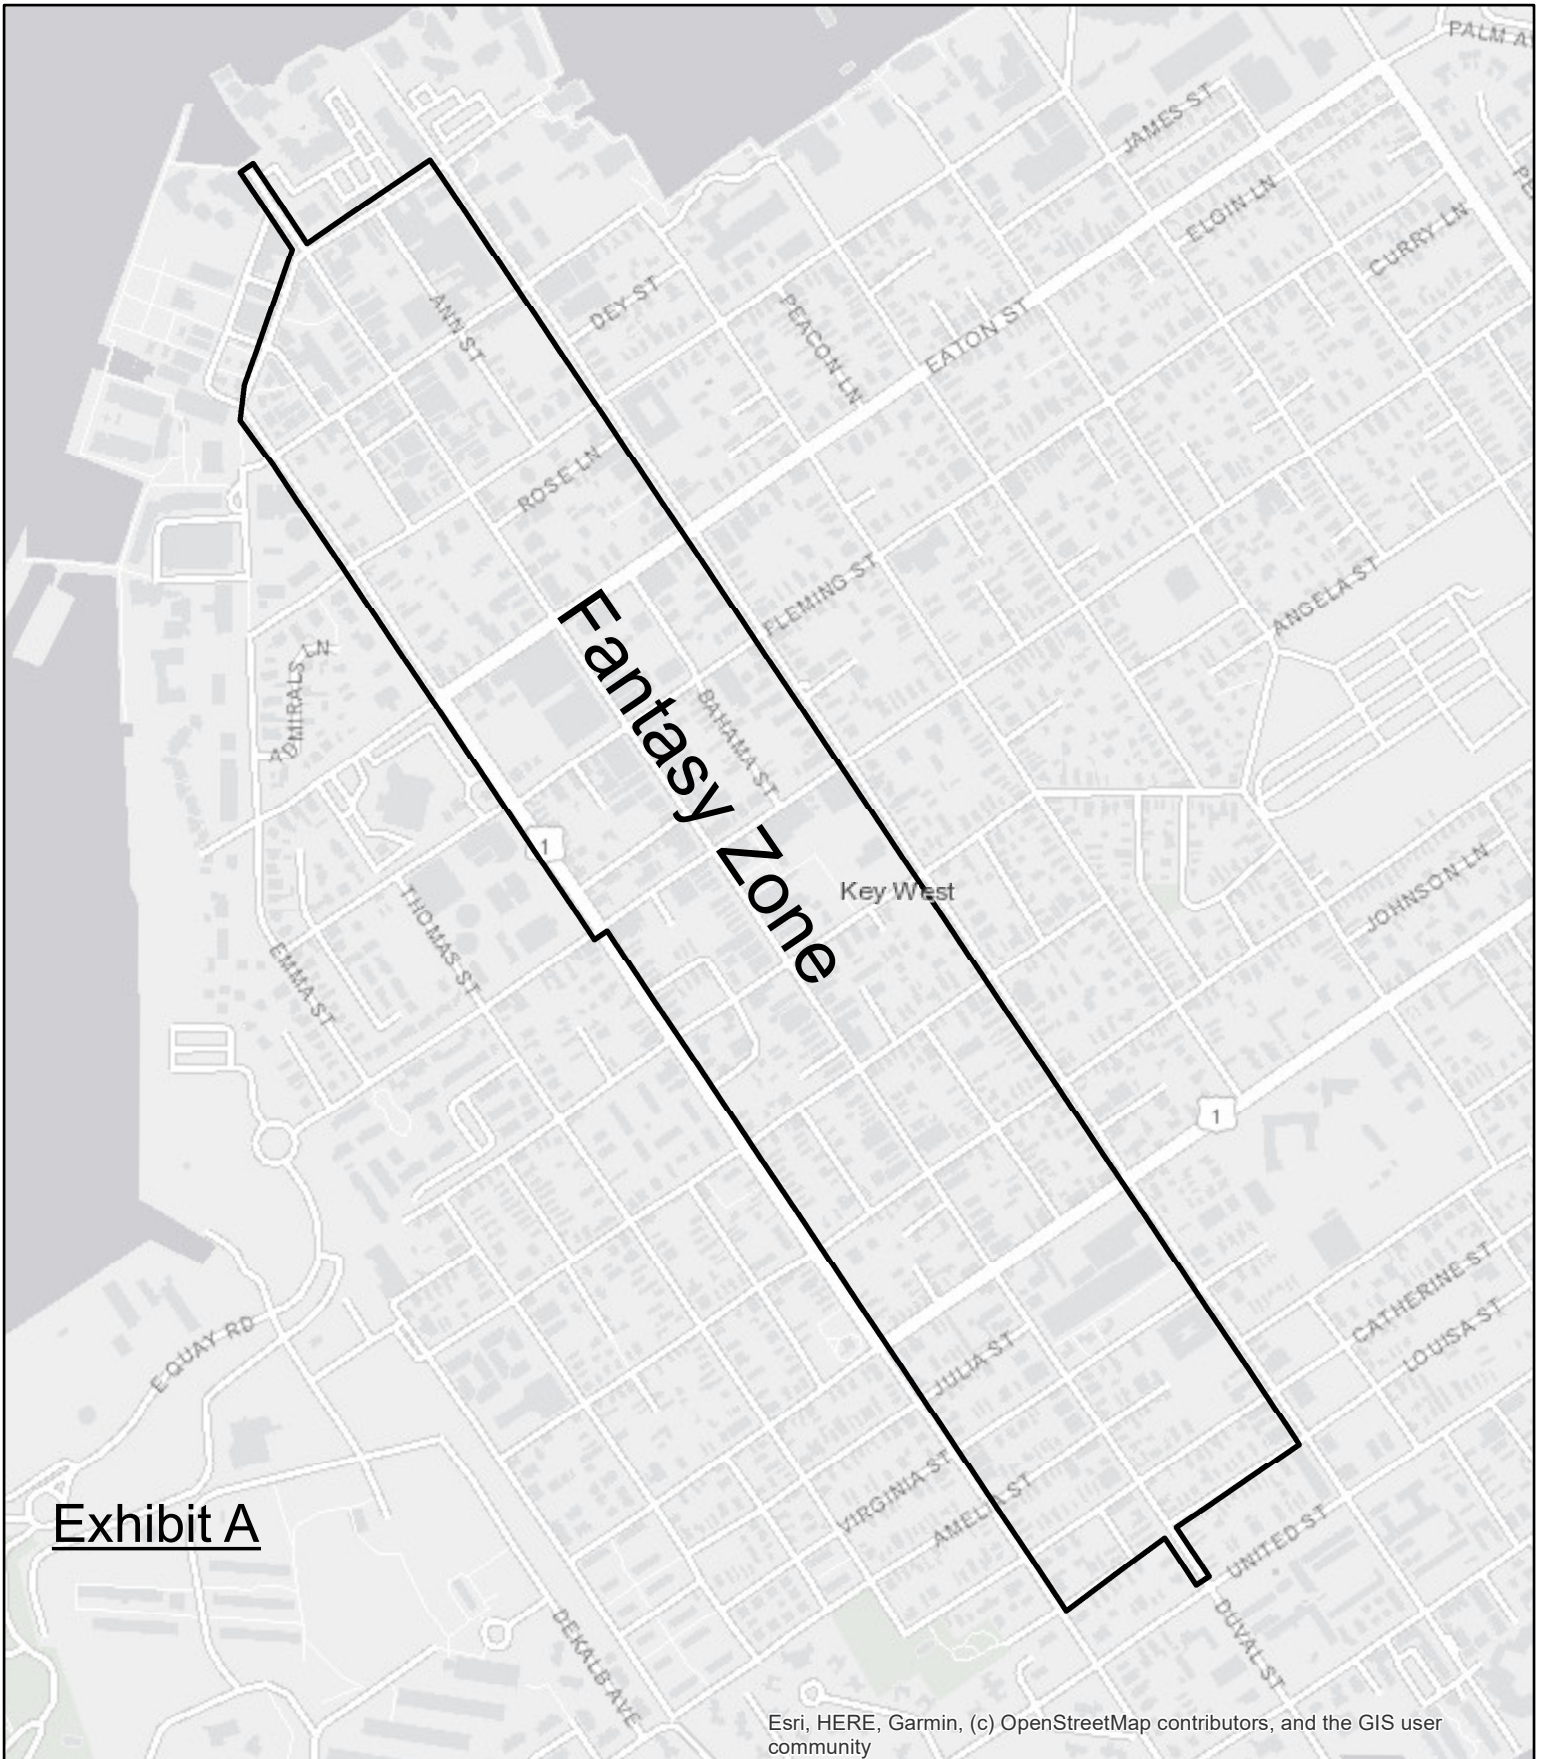 PALM A
JAMES ST
PE
ELGIN LN
CURRY LN
DEY ST
PEACON LN
ANN ST
EATON ST
ROSE LN
FLEMING ST
ANGELA ST
ADMIRALS LN
BAHAMA ST
Fantasy Zone
1
Key West
JOHNSON LN
THOMAS ST
EMMA ST
1
CATHERINE ST
LOUISA ST
E QUAY RD
JULIA ST
VIRGINIA ST
AMELIA ST
Exhibit A
UNITED ST
DUVAL ST
DEKALB AVE
Esri, HERE, Garmin, (c) OpenStreetMap contributors, and the GIS user
community